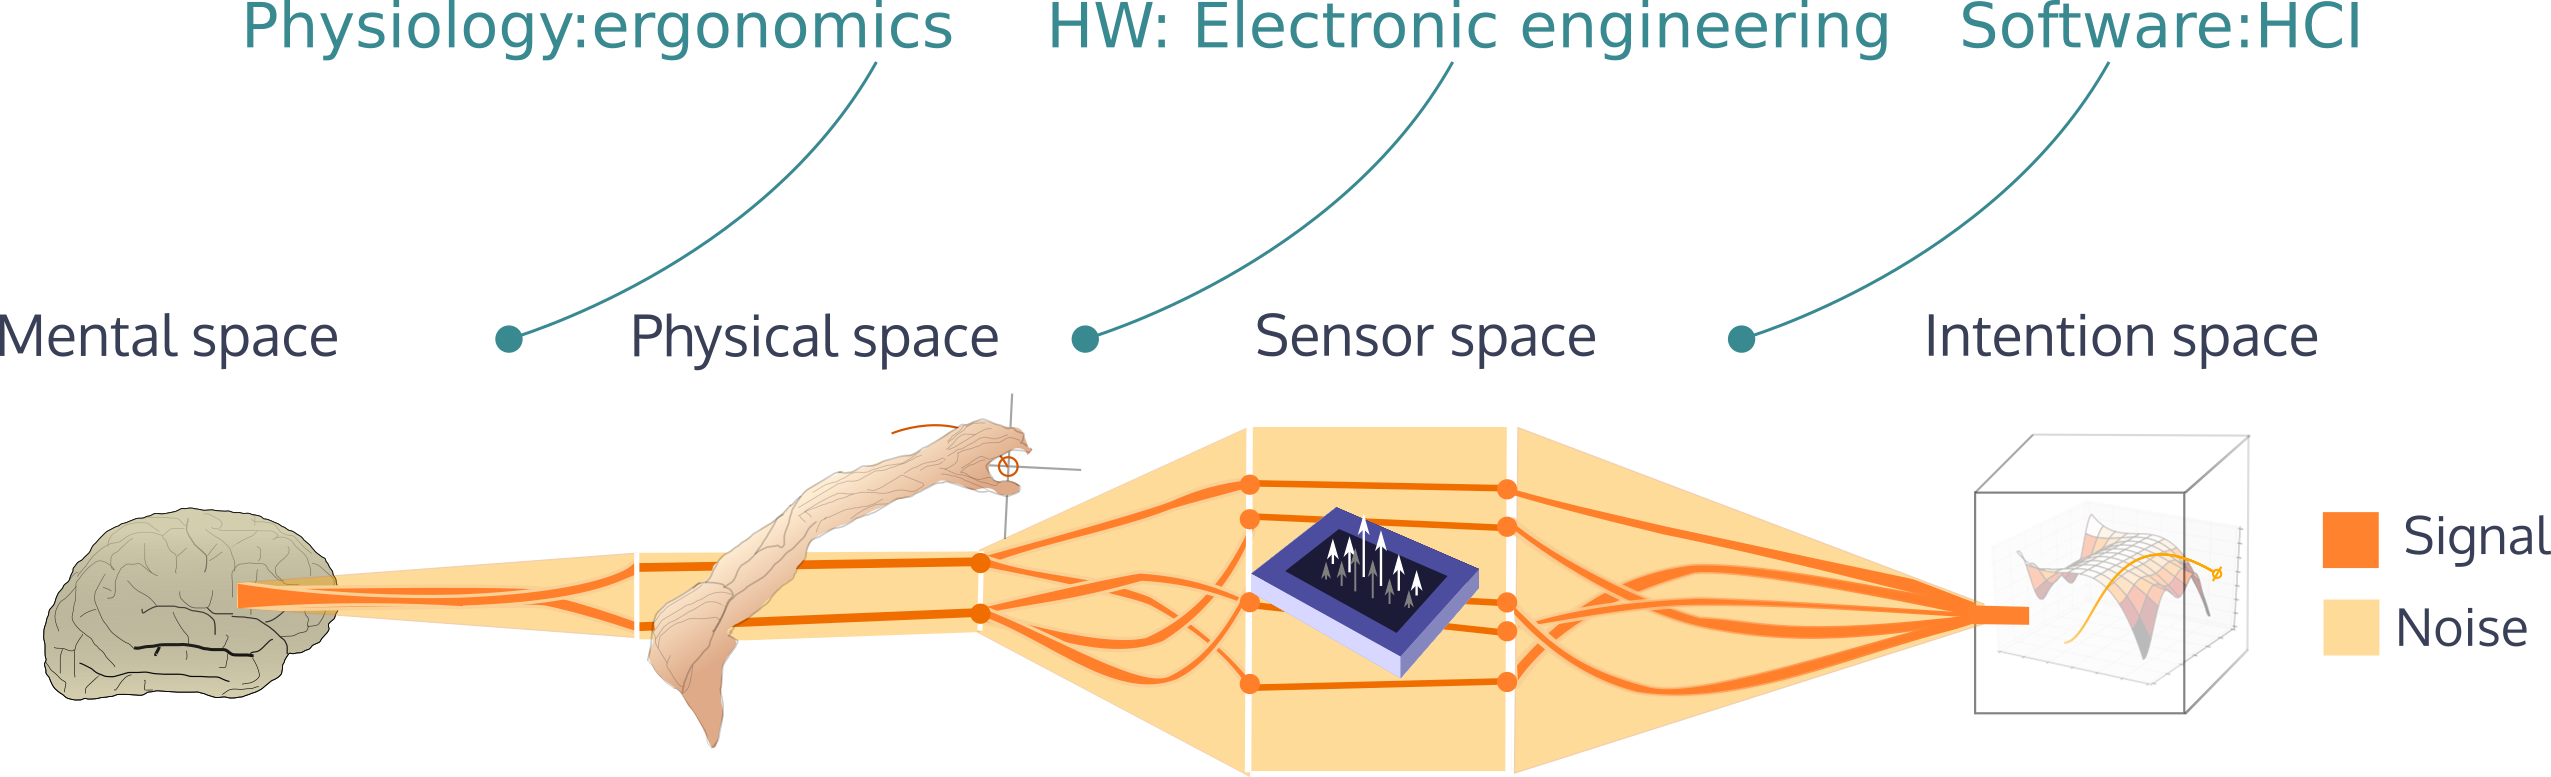 Physiology:ergonomics
HW: Electronic engineering
Software:HCI
Mental space
Physical space
Sensor space
Intention space
Signal
Noise